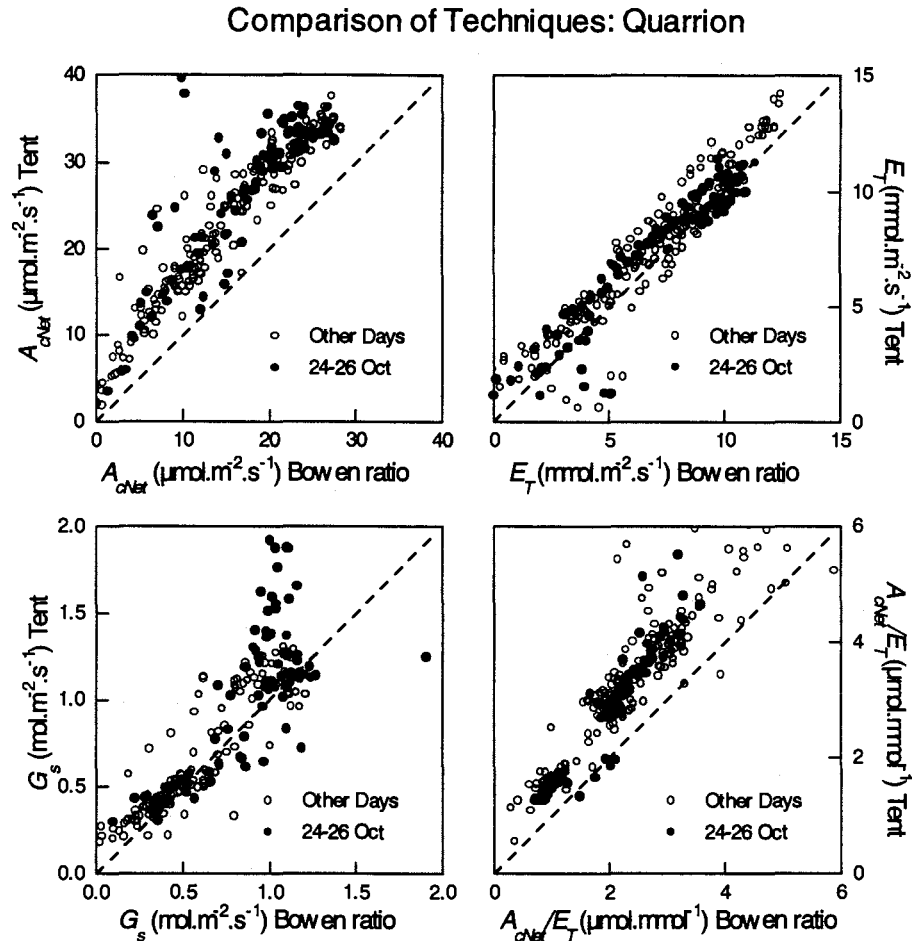 Comparison of Techniques: Quarrion
40
30
20
10
0
A_cNet (μmol.m⁻².s⁻¹) Tent
Other Days
24-26 Oct
0 10 20 30 40
A_cNet (μmol.m⁻².s⁻¹) Bowen ratio
15
10
5
0
E_T (mmol.m⁻².s⁻¹) Tent
Other Days
24-26 Oct
0 5 10 15
E_T (mmol.m⁻².s⁻¹) Bowen ratio
2.0
1.5
1.0
0.5
0.0
G_s (mol.m⁻².s⁻¹) Tent
Other Days
24-26 Oct
0.0 0.5 1.0 1.5 2.0
G_s (mol.m⁻².s⁻¹) Bowen ratio
6
4
2
0
A_cNet/E_T (μmol.mmol⁻¹) Tent
Other Days
24-26 Oct
0 2 4 6
A_cNet/E_T (μmol.mmol⁻¹) Bowen ratio